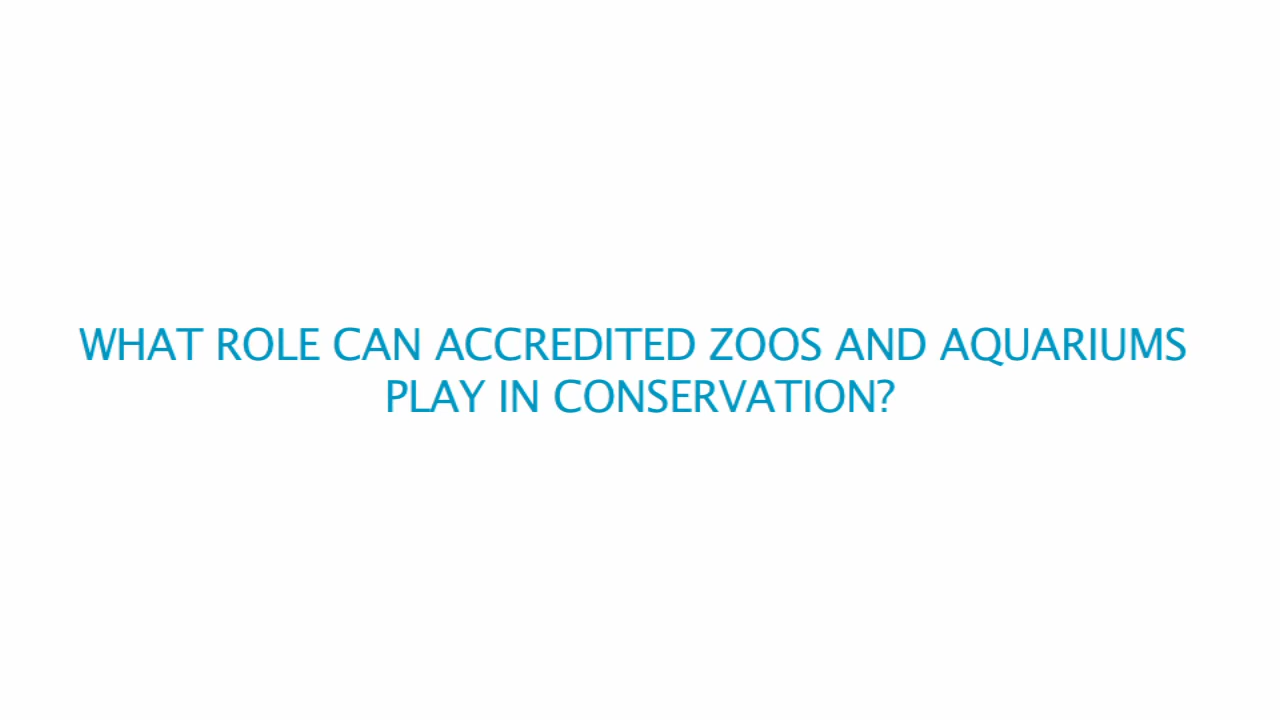 WHAT ROLE CAN ACCREDITED ZOOS AND AQUARIUMS
PLAY IN CONSERVATION?